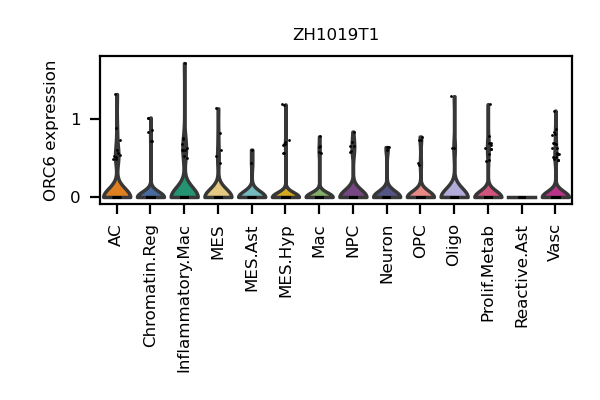 ZH1019T1
ORC6 expression
1
0
AC
Chromatin.Reg
Inflammatory.Mac
MES
MES.Ast
MES.Hyp
Mac
NPC
Neuron
OPC
Oligo
Prolif.Metab
Reactive.Ast
Vasc